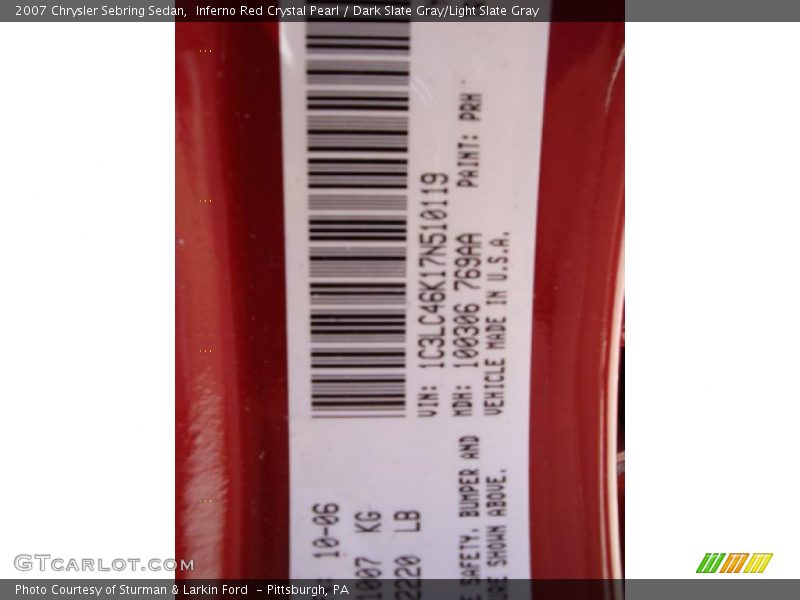 2007 Chrysler Sebring Sedan,  Inferno Red Crystal Pearl / Dark Slate Gray/Light Slate Gray
10-06
1007 KG
2220 LB
VIN: 1C3LC46K17N510119
MDH: 100306 769AA PAINT: PRH
SAFETY, BUMPER AND
SHOWN ABOVE.
VEHICLE MADE IN U.S.A.
GTcarlot.com
Photo Courtesy of Sturman & Larkin Ford  - Pittsburgh, PA